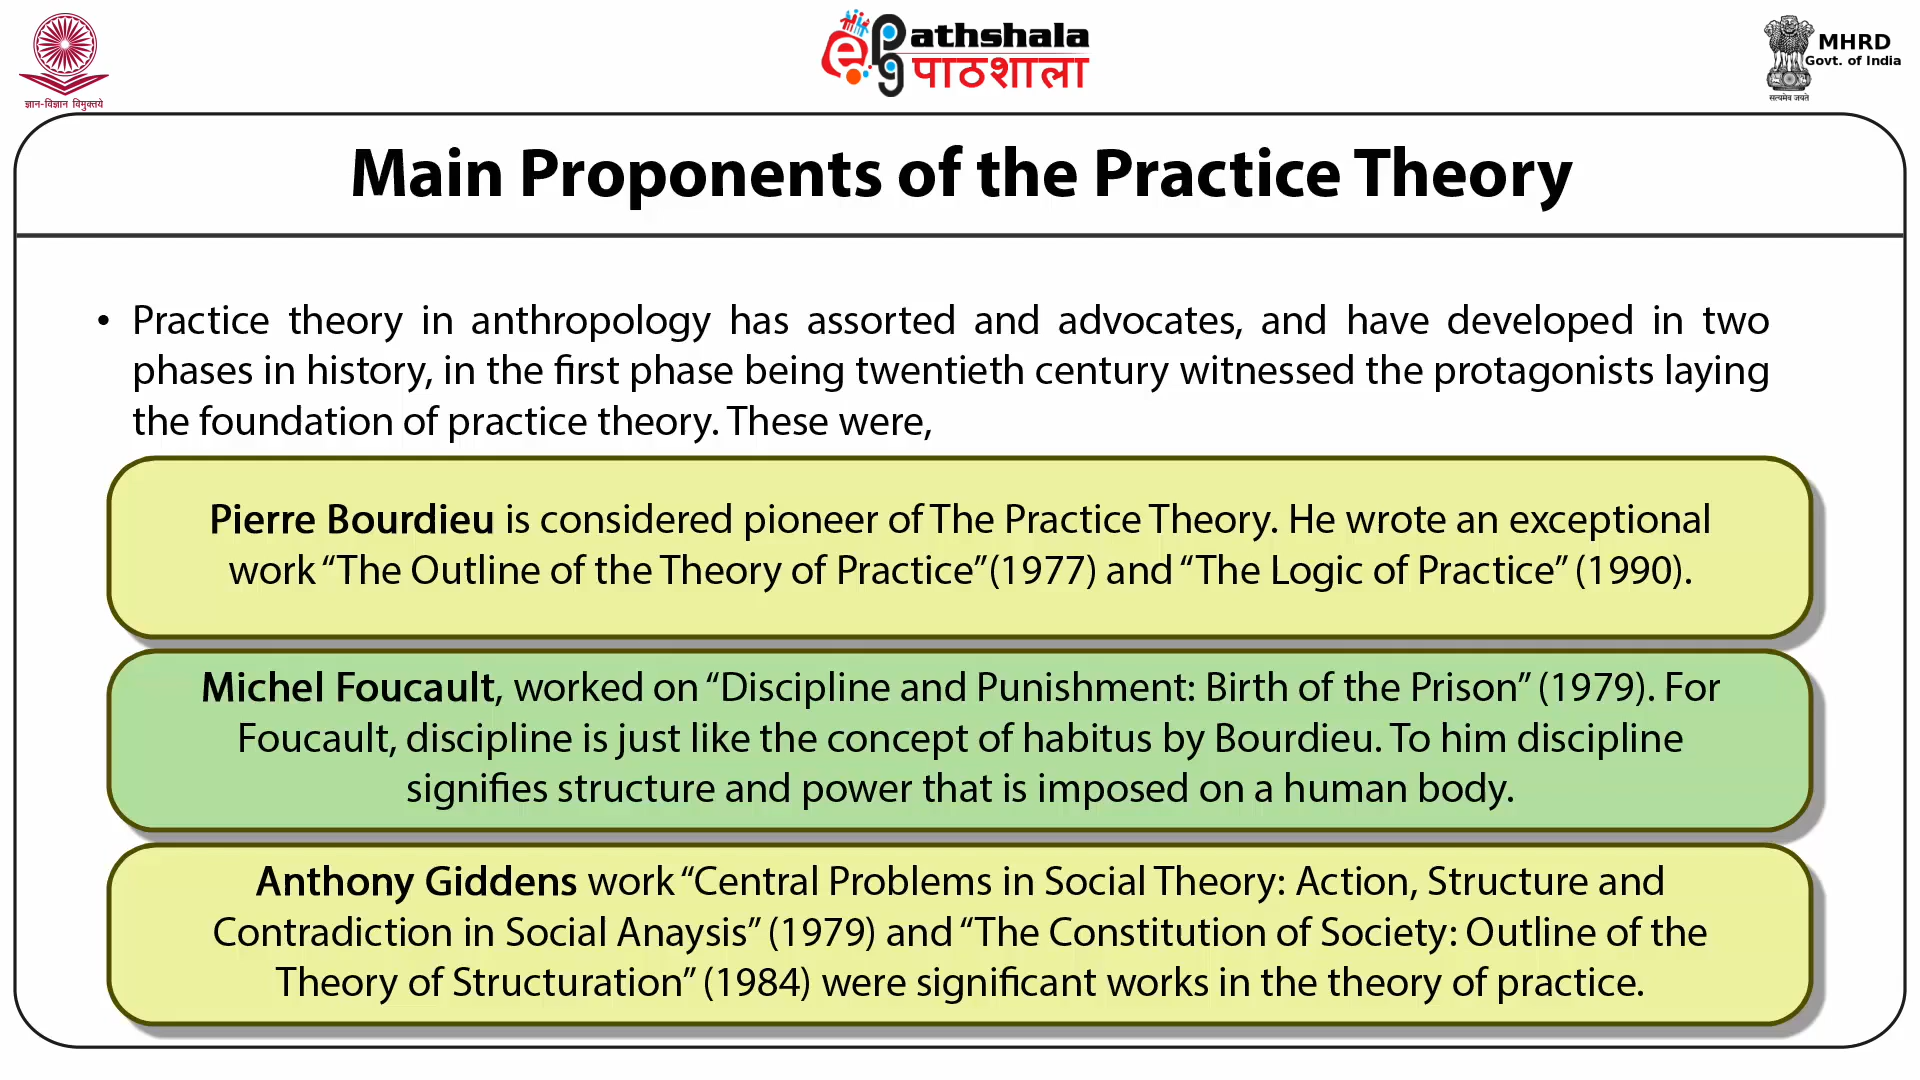 ज्ञान-विज्ञान विमुक्तये
ePG athshala
पाठशाला
MHRD
Govt. of India
सत्यमेव जयते
Main Proponents of the Practice Theory
• Practice theory in anthropology has assorted and advocates, and have developed in two
phases in history, in the first phase being twentieth century witnessed the protagonists laying
the foundation of practice theory. These were,
Pierre Bourdieu is considered pioneer of The Practice Theory. He wrote an exceptional
work “The Outline of the Theory of Practice”(1977) and “The Logic of Practice” (1990).
Michel Foucault, worked on “Discipline and Punishment: Birth of the Prison” (1979). For
Foucault, discipline is just like the concept of habitus by Bourdieu. To him discipline
signifies structure and power that is imposed on a human body.
Anthony Giddens work “Central Problems in Social Theory: Action, Structure and
Contradiction in Social Anaysis” (1979) and “The Constitution of Society: Outline of the
Theory of Structuration” (1984) were significant works in the theory of practice.